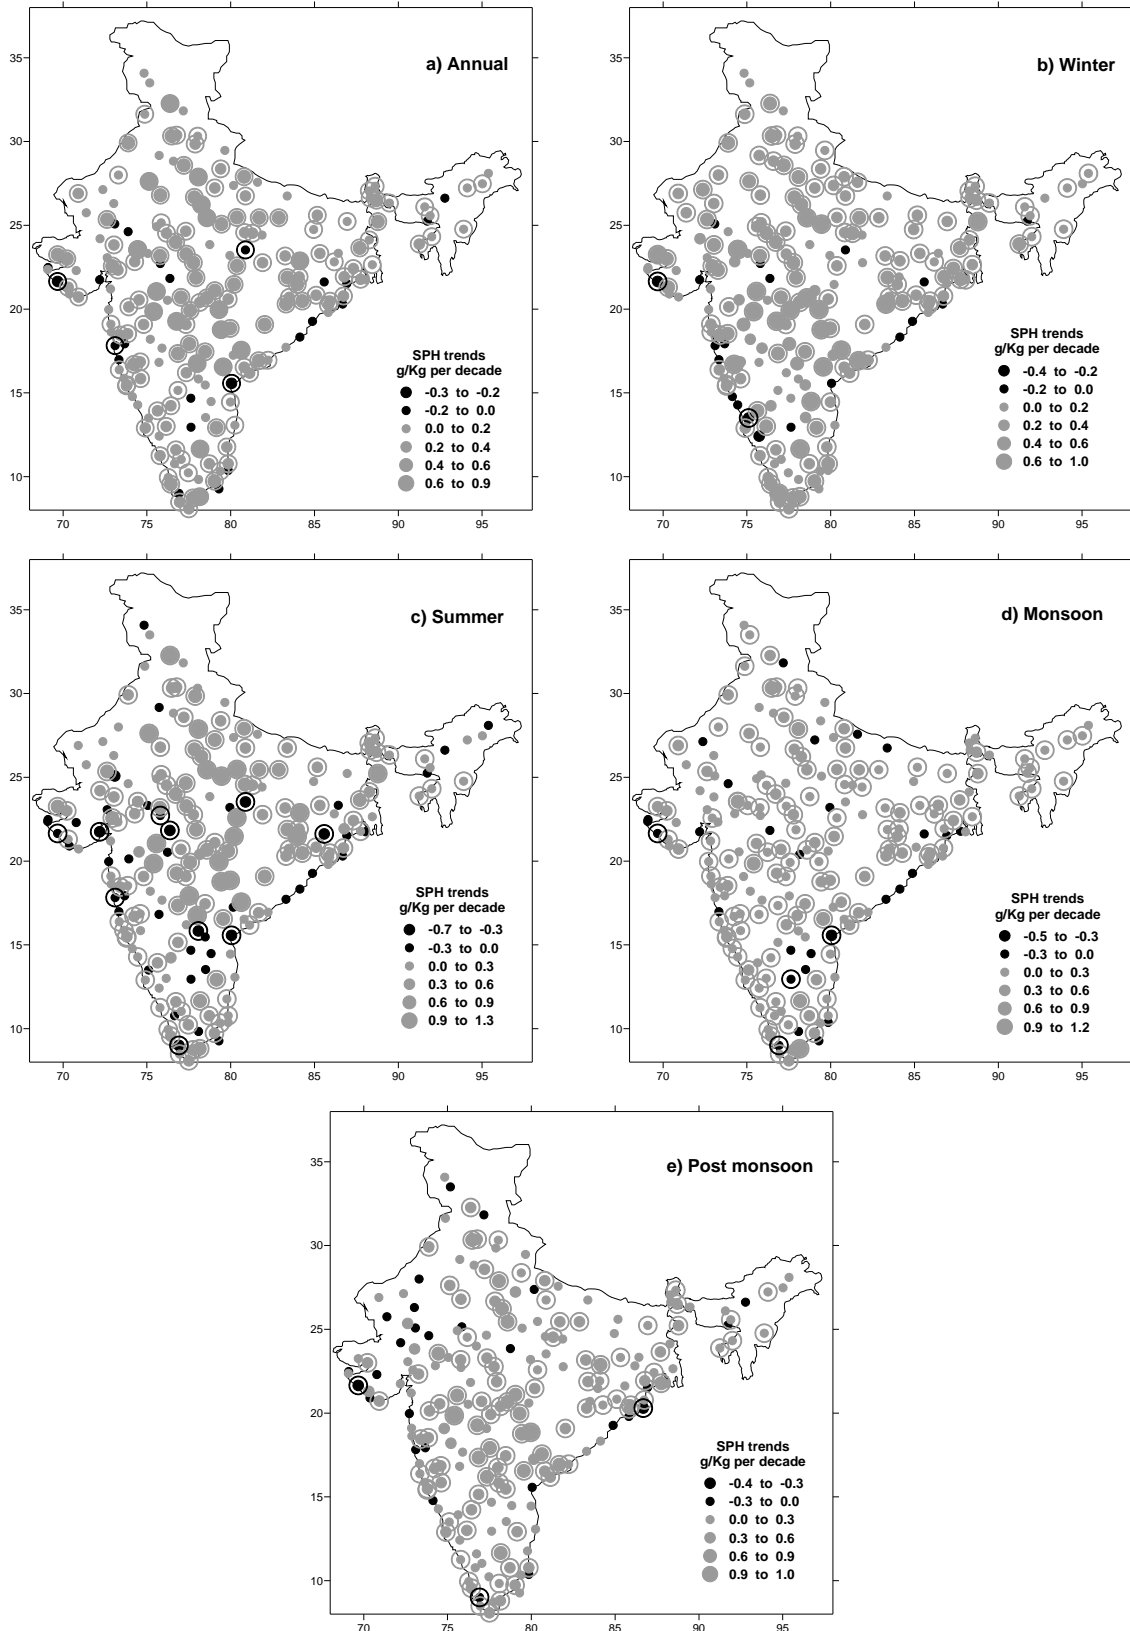 a) Annual
35
30
25
20
15
10
70 75 80 85 90 95
SPH trends
g/Kg per decade
-0.3 to -0.2
-0.2 to 0.0
0.0 to 0.2
0.2 to 0.4
0.4 to 0.6
0.6 to 0.9
b) Winter
35
30
25
20
15
10
70 75 80 85 90 95
SPH trends
g/Kg per decade
-0.4 to -0.2
-0.2 to 0.0
0.0 to 0.2
0.2 to 0.4
0.4 to 0.6
0.6 to 1.0
c) Summer
35
30
25
20
15
10
70 75 80 85 90 95
SPH trends
g/Kg per decade
-0.7 to -0.3
-0.3 to 0.0
0.0 to 0.3
0.3 to 0.6
0.6 to 0.9
0.9 to 1.3
d) Monsoon
35
30
25
20
15
10
70 75 80 85 90 95
SPH trends
g/Kg per decade
-0.5 to -0.3
-0.3 to 0.0
0.0 to 0.3
0.3 to 0.6
0.6 to 0.9
0.9 to 1.2
e) Post monsoon
35
30
25
20
15
10
70 75 80 85 90 95
SPH trends
g/Kg per decade
-0.4 to -0.3
-0.3 to 0.0
0.0 to 0.3
0.3 to 0.6
0.6 to 0.9
0.9 to 1.0